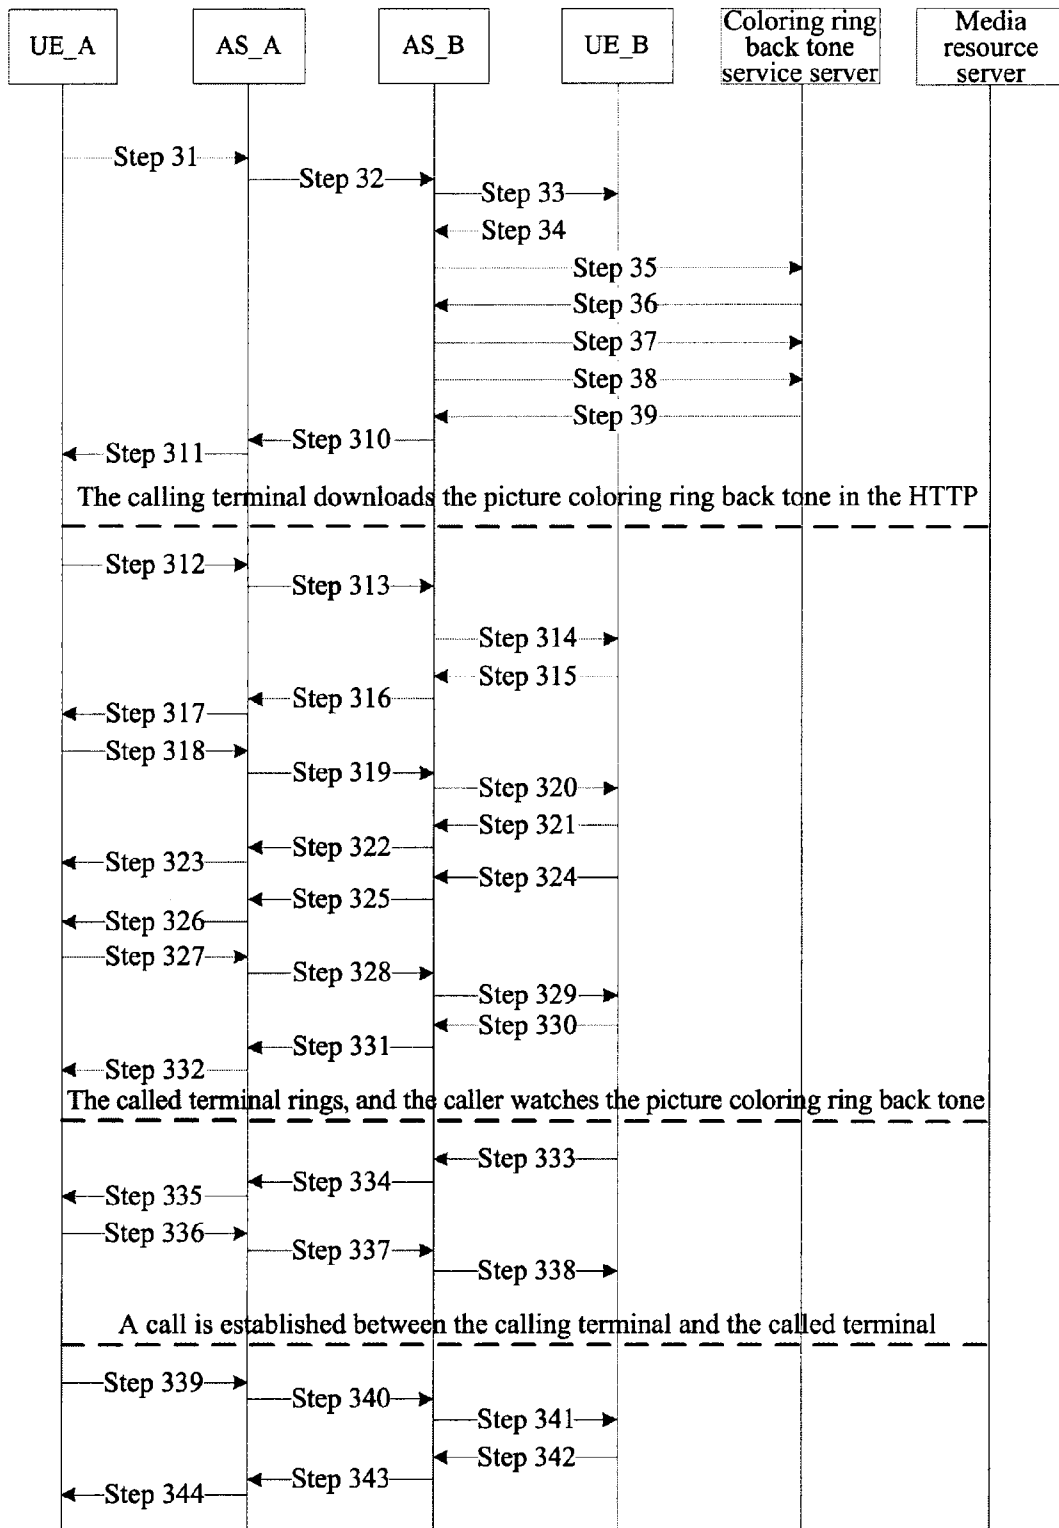 UE_A
AS_A
AS_B
UE_B
Coloring ring
back tone
service server
Media
resource
server
Step 31
Step 32
Step 33
Step 34
Step 35
Step 36
Step 37
Step 38
Step 39
Step 310
Step 311
The calling terminal downloads the picture coloring ring back tone in the HTTP
Step 312
Step 313
Step 314
Step 315
Step 316
Step 317
Step 318
Step 319
Step 320
Step 321
Step 322
Step 323
Step 324
Step 325
Step 326
Step 327
Step 328
Step 329
Step 330
Step 331
Step 332
The called terminal rings, and the caller watches the picture coloring ring back tone
Step 333
Step 334
Step 335
Step 336
Step 337
Step 338
A call is established between the calling terminal and the called terminal
Step 339
Step 340
Step 341
Step 342
Step 343
Step 344